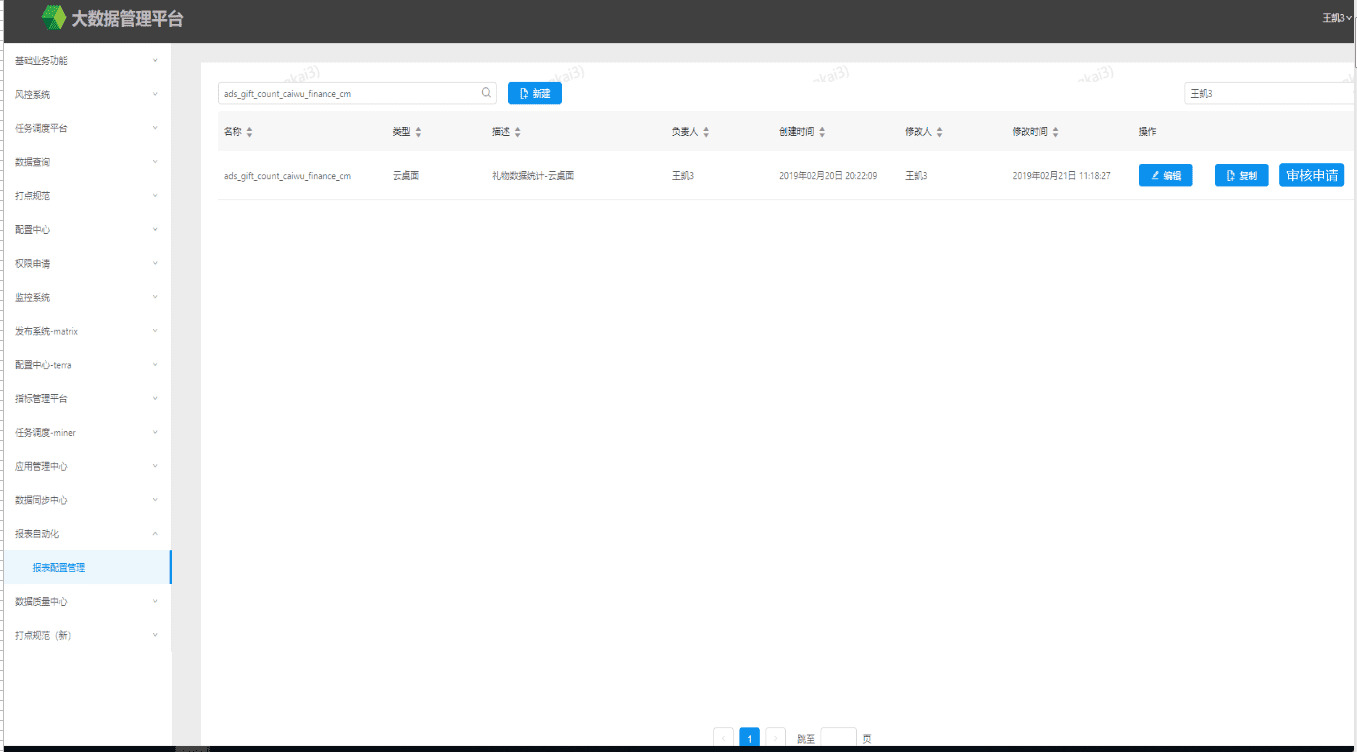 大数据管理平台
王凯3
基础业务功能
风控系统
任务调度平台
数据查询
打点规范
配置中心
权限申请
监控系统
发布系统-matrix
配置中心-terra
指标管理平台
任务调度-miner
应用管理中心
数据同步中心
报表自动化
报表配置管理
数据质量中心
打点规范（新）
ads_gift_count_caiwu_finance_cm 新建 王凯3
名称 类型 描述 负责人 创建时间 修改人 修改时间 操作
ads_gift_count_caiwu_finance_cm 云桌面 礼物数据统计-云桌面 王凯3 2019年02月20日 20:22:09 王凯3 2019年02月21日 11:18:27 编辑 复制 审核申请
1 跳至 页